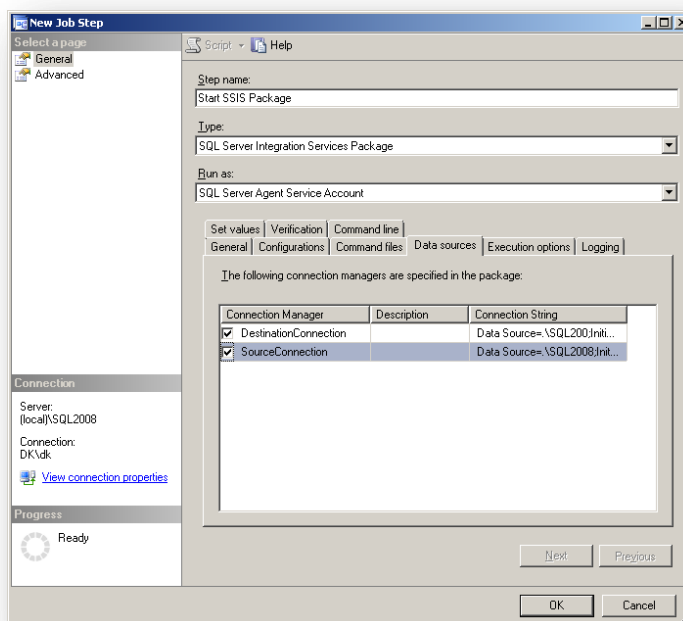 New Job Step
Select a page
General
Advanced
Script
Help
Step name:
Start SSIS Package
Type:
SQL Server Integration Services Package
Run as:
SQL Server Agent Service Account
Set values Verification Command line
General Configurations Command files Data sources Execution options Logging
The following connection managers are specified in the package:
Connection Manager Description Connection String
DestinationConnection Data Source=.\SQL200;Initi...
SourceConnection Data Source=.\SQL2008;Init...
Connection
Server:
(local)\SQL2008
Connection:
DK\dk
View connection properties
Progress
Ready
Next Previous
OK Cancel